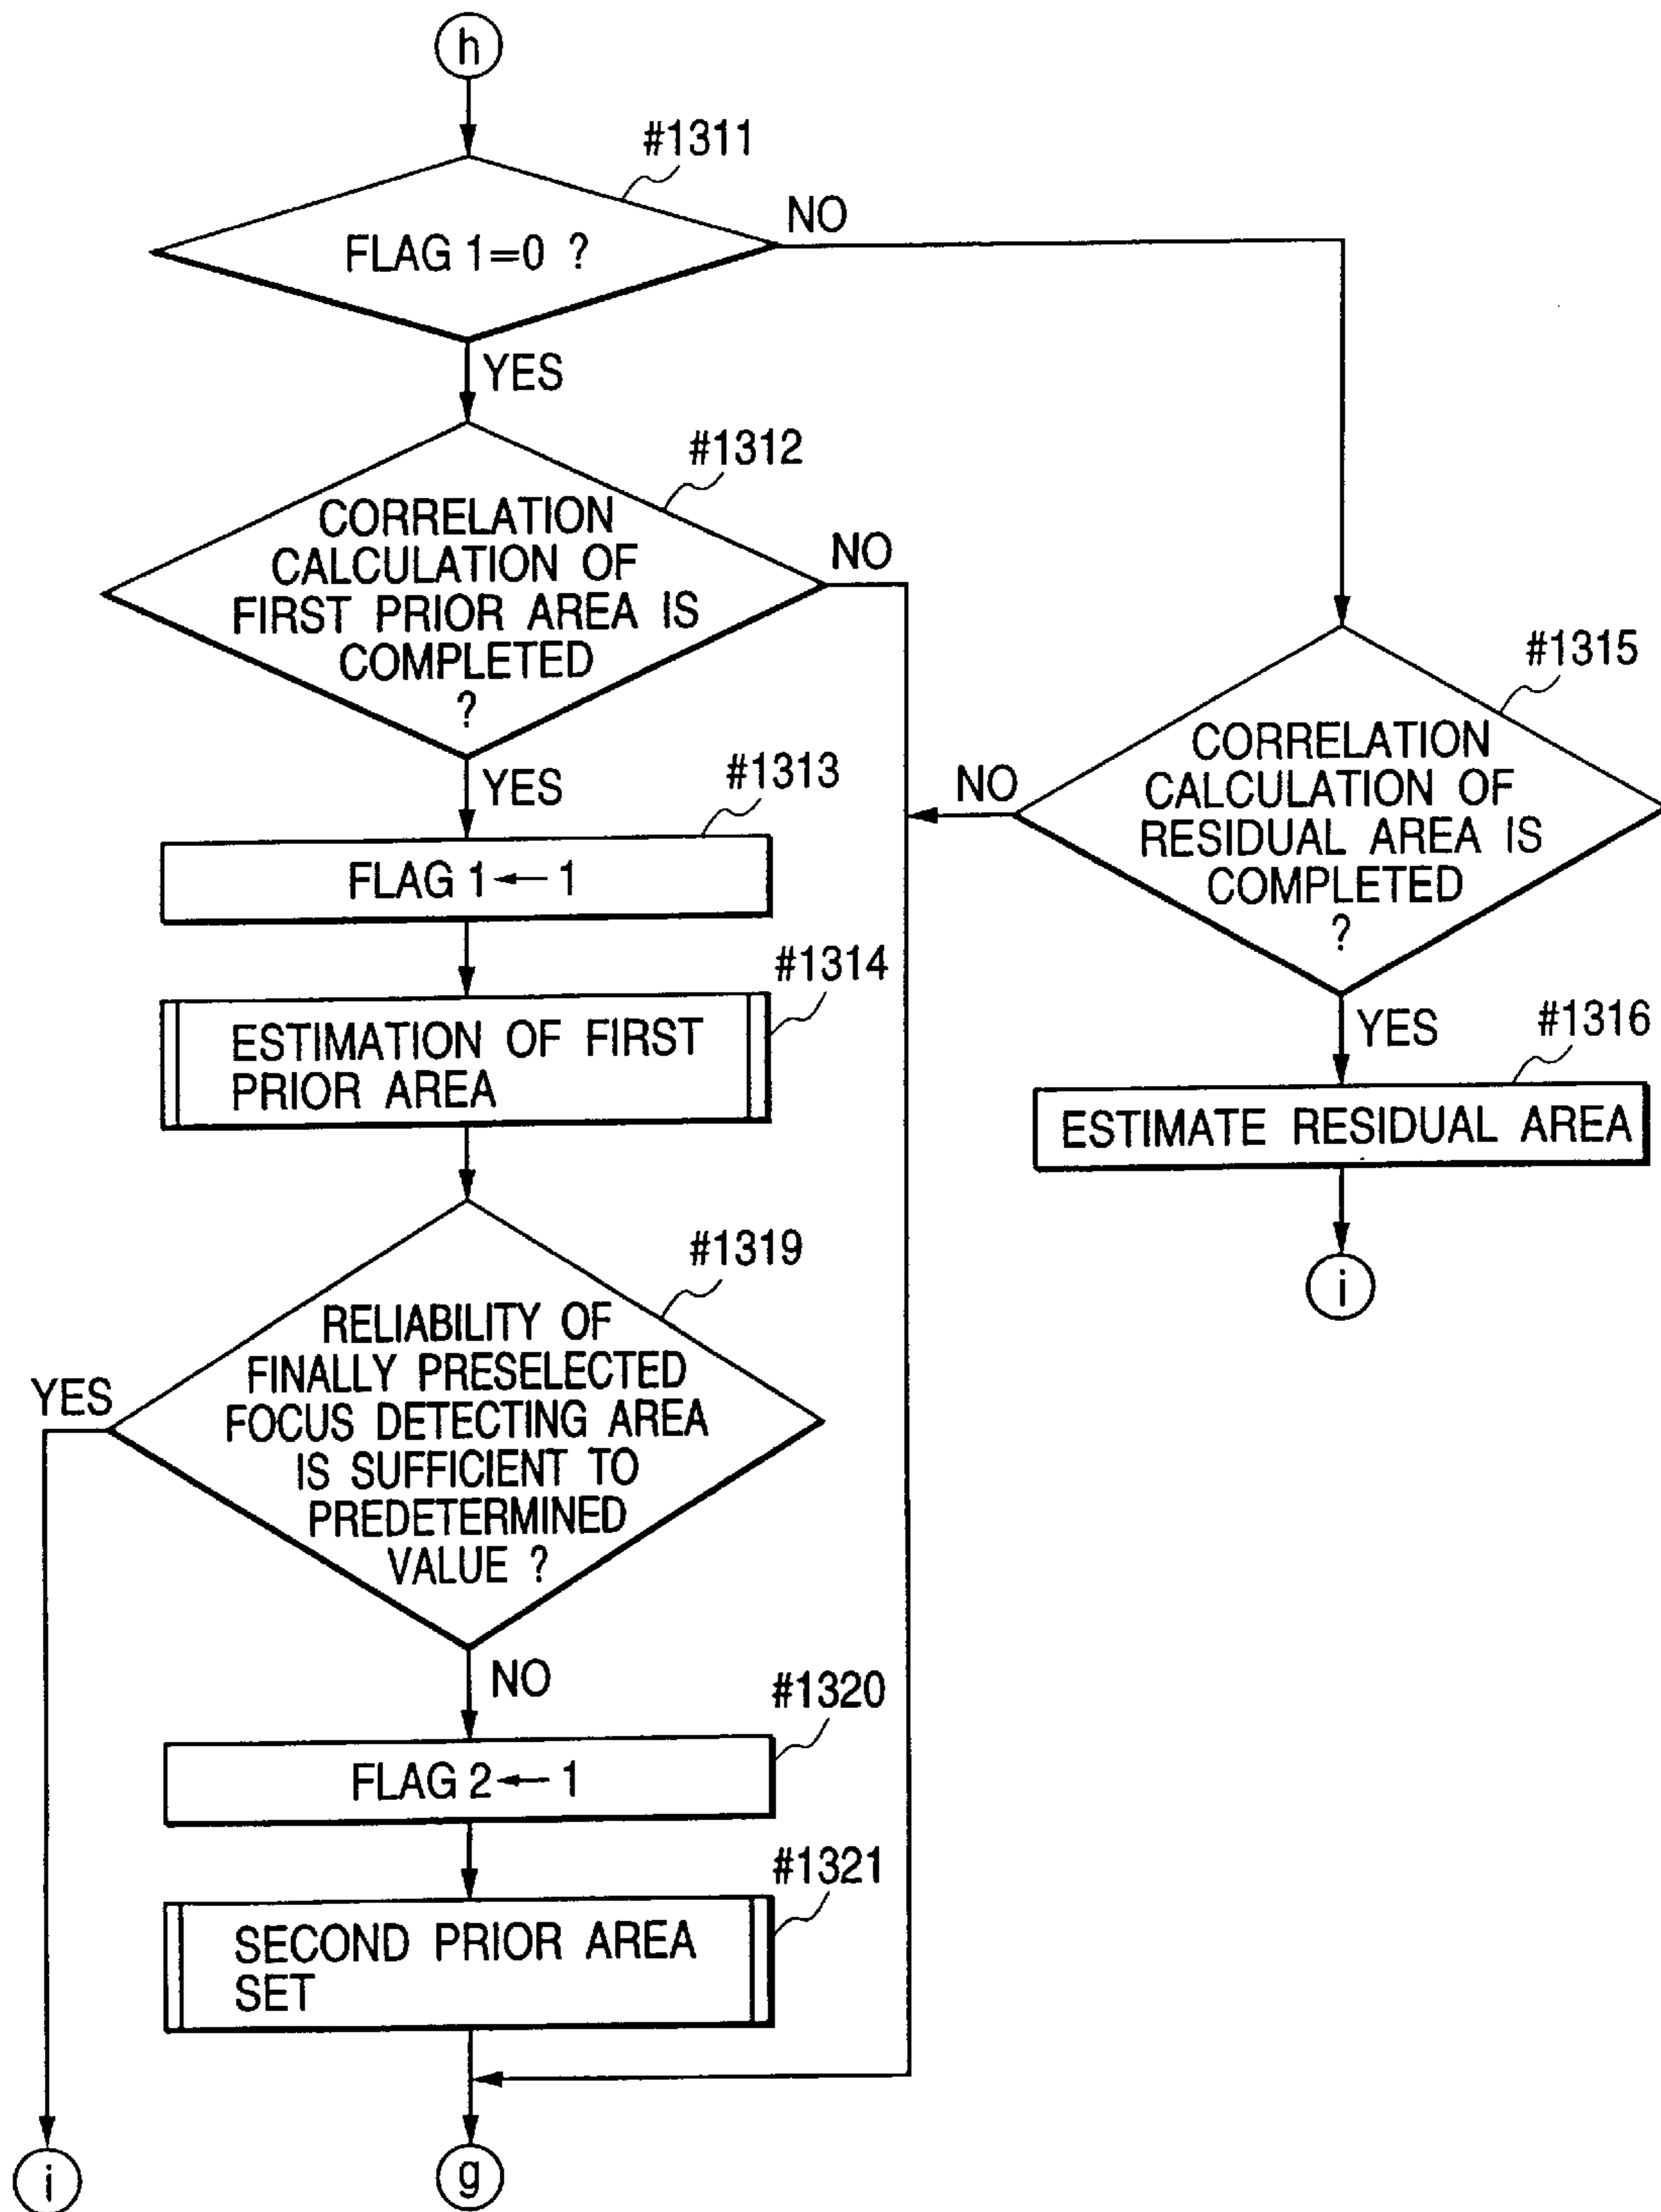 h
#1311
FLAG 1=0 ?
NO
YES
#1312
CORRELATION
CALCULATION OF
FIRST PRIOR AREA IS
COMPLETED
?
NO
YES
#1313
FLAG 1 ← 1
#1314
ESTIMATION OF FIRST
PRIOR AREA
#1315
CORRELATION
CALCULATION OF
RESIDUAL AREA IS
COMPLETED
?
NO
YES
#1316
ESTIMATE RESIDUAL AREA
i
#1319
RELIABILITY OF
FINALLY PRESELECTED
FOCUS DETECTING AREA
IS SUFFICIENT TO
PREDETERMINED
VALUE ?
YES
NO
#1320
FLAG 2 ← 1
#1321
SECOND PRIOR AREA
SET
i
g